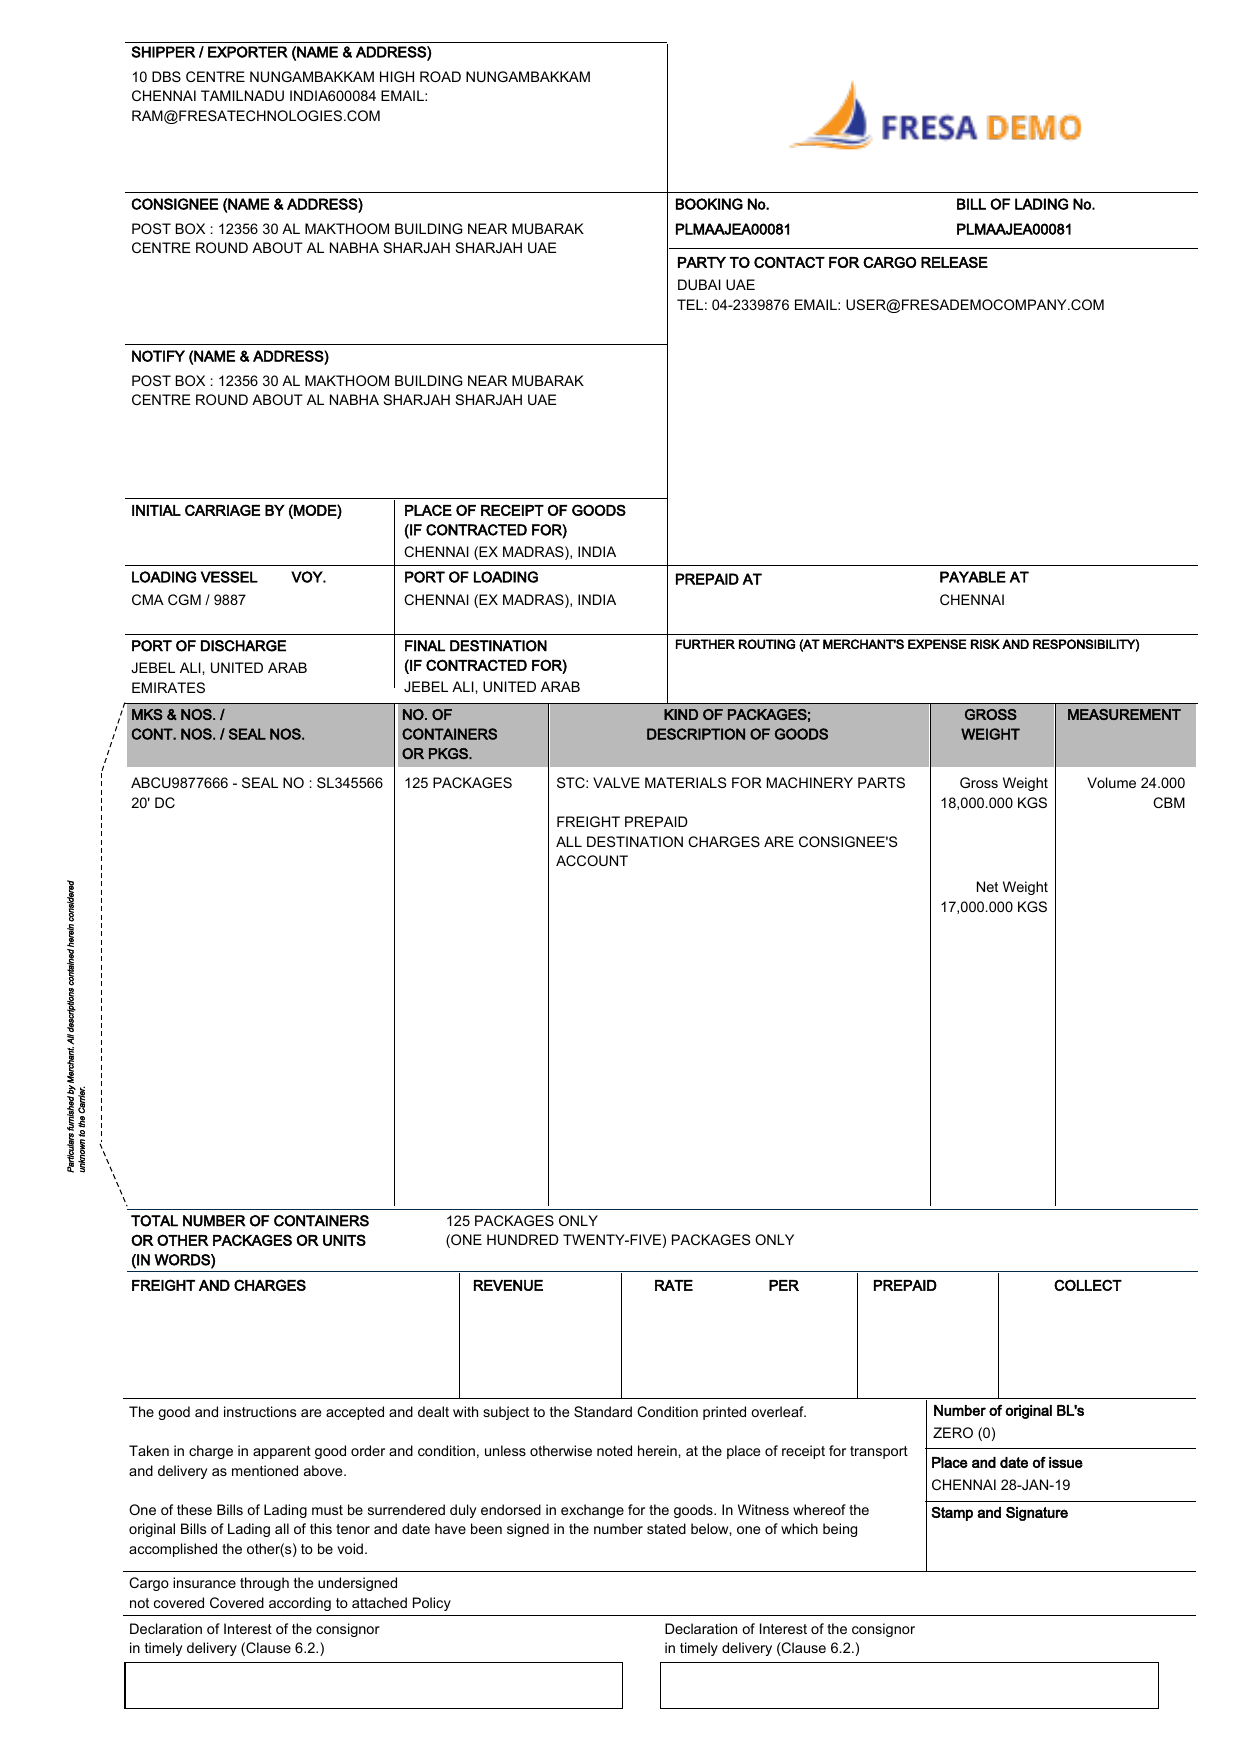 SHIPPER / EXPORTER (NAME & ADDRESS)
10 DBS CENTRE NUNGAMBAKKAM HIGH ROAD NUNGAMBAKKAM
CHENNAI TAMILNADU INDIA600084 EMAIL:
RAM@FRESATECHNOLOGIES.COM
FRESA DEMO
CONSIGNEE (NAME & ADDRESS)
POST BOX : 12356 30 AL MAKTHOOM BUILDING NEAR MUBARAK
CENTRE ROUND ABOUT AL NABHA SHARJAH SHARJAH UAE
BOOKING No.
PLMAAJEA00081
BILL OF LADING No.
PLMAAJEA00081
PARTY TO CONTACT FOR CARGO RELEASE
DUBAI UAE
TEL: 04-2339876 EMAIL: USER@FRESADEMOCOMPANY.COM
NOTIFY (NAME & ADDRESS)
POST BOX : 12356 30 AL MAKTHOOM BUILDING NEAR MUBARAK
CENTRE ROUND ABOUT AL NABHA SHARJAH SHARJAH UAE
INITIAL CARRIAGE BY (MODE)
PLACE OF RECEIPT OF GOODS
(IF CONTRACTED FOR)
CHENNAI (EX MADRAS), INDIA
LOADING VESSEL VOY.
CMA CGM / 9887
PORT OF LOADING
CHENNAI (EX MADRAS), INDIA
PREPAID AT
PAYABLE AT
CHENNAI
PORT OF DISCHARGE
JEBEL ALI, UNITED ARAB
EMIRATES
FINAL DESTINATION
(IF CONTRACTED FOR)
JEBEL ALI, UNITED ARAB
FURTHER ROUTING (AT MERCHANT'S EXPENSE RISK AND RESPONSIBILITY)
MKS & NOS. /
CONT. NOS. / SEAL NOS.
NO. OF
CONTAINERS
OR PKGS.
KIND OF PACKAGES;
DESCRIPTION OF GOODS
GROSS
WEIGHT
MEASUREMENT
ABCU9877666 - SEAL NO : SL345566
20' DC
125 PACKAGES
STC: VALVE MATERIALS FOR MACHINERY PARTS
FREIGHT PREPAID
ALL DESTINATION CHARGES ARE CONSIGNEE'S
ACCOUNT
Gross Weight
18,000.000 KGS
Net Weight
17,000.000 KGS
Volume 24.000
CBM
Particulars furnished by Merchant. All descriptions contained herein considered
unknown to the Carrier.
TOTAL NUMBER OF CONTAINERS
OR OTHER PACKAGES OR UNITS
(IN WORDS)
125 PACKAGES ONLY
(ONE HUNDRED TWENTY-FIVE) PACKAGES ONLY
FREIGHT AND CHARGES
REVENUE
RATE
PER
PREPAID
COLLECT
The good and instructions are accepted and dealt with subject to the Standard Condition printed overleaf.
Taken in charge in apparent good order and condition, unless otherwise noted herein, at the place of receipt for transport
and delivery as mentioned above.
One of these Bills of Lading must be surrendered duly endorsed in exchange for the goods. In Witness whereof the
original Bills of Lading all of this tenor and date have been signed in the number stated below, one of which being
accomplished the other(s) to be void.
Number of original BL's
ZERO (0)
Place and date of issue
CHENNAI 28-JAN-19
Stamp and Signature
Cargo insurance through the undersigned
not covered Covered according to attached Policy
Declaration of Interest of the consignor
in timely delivery (Clause 6.2.)
Declaration of Interest of the consignor
in timely delivery (Clause 6.2.)